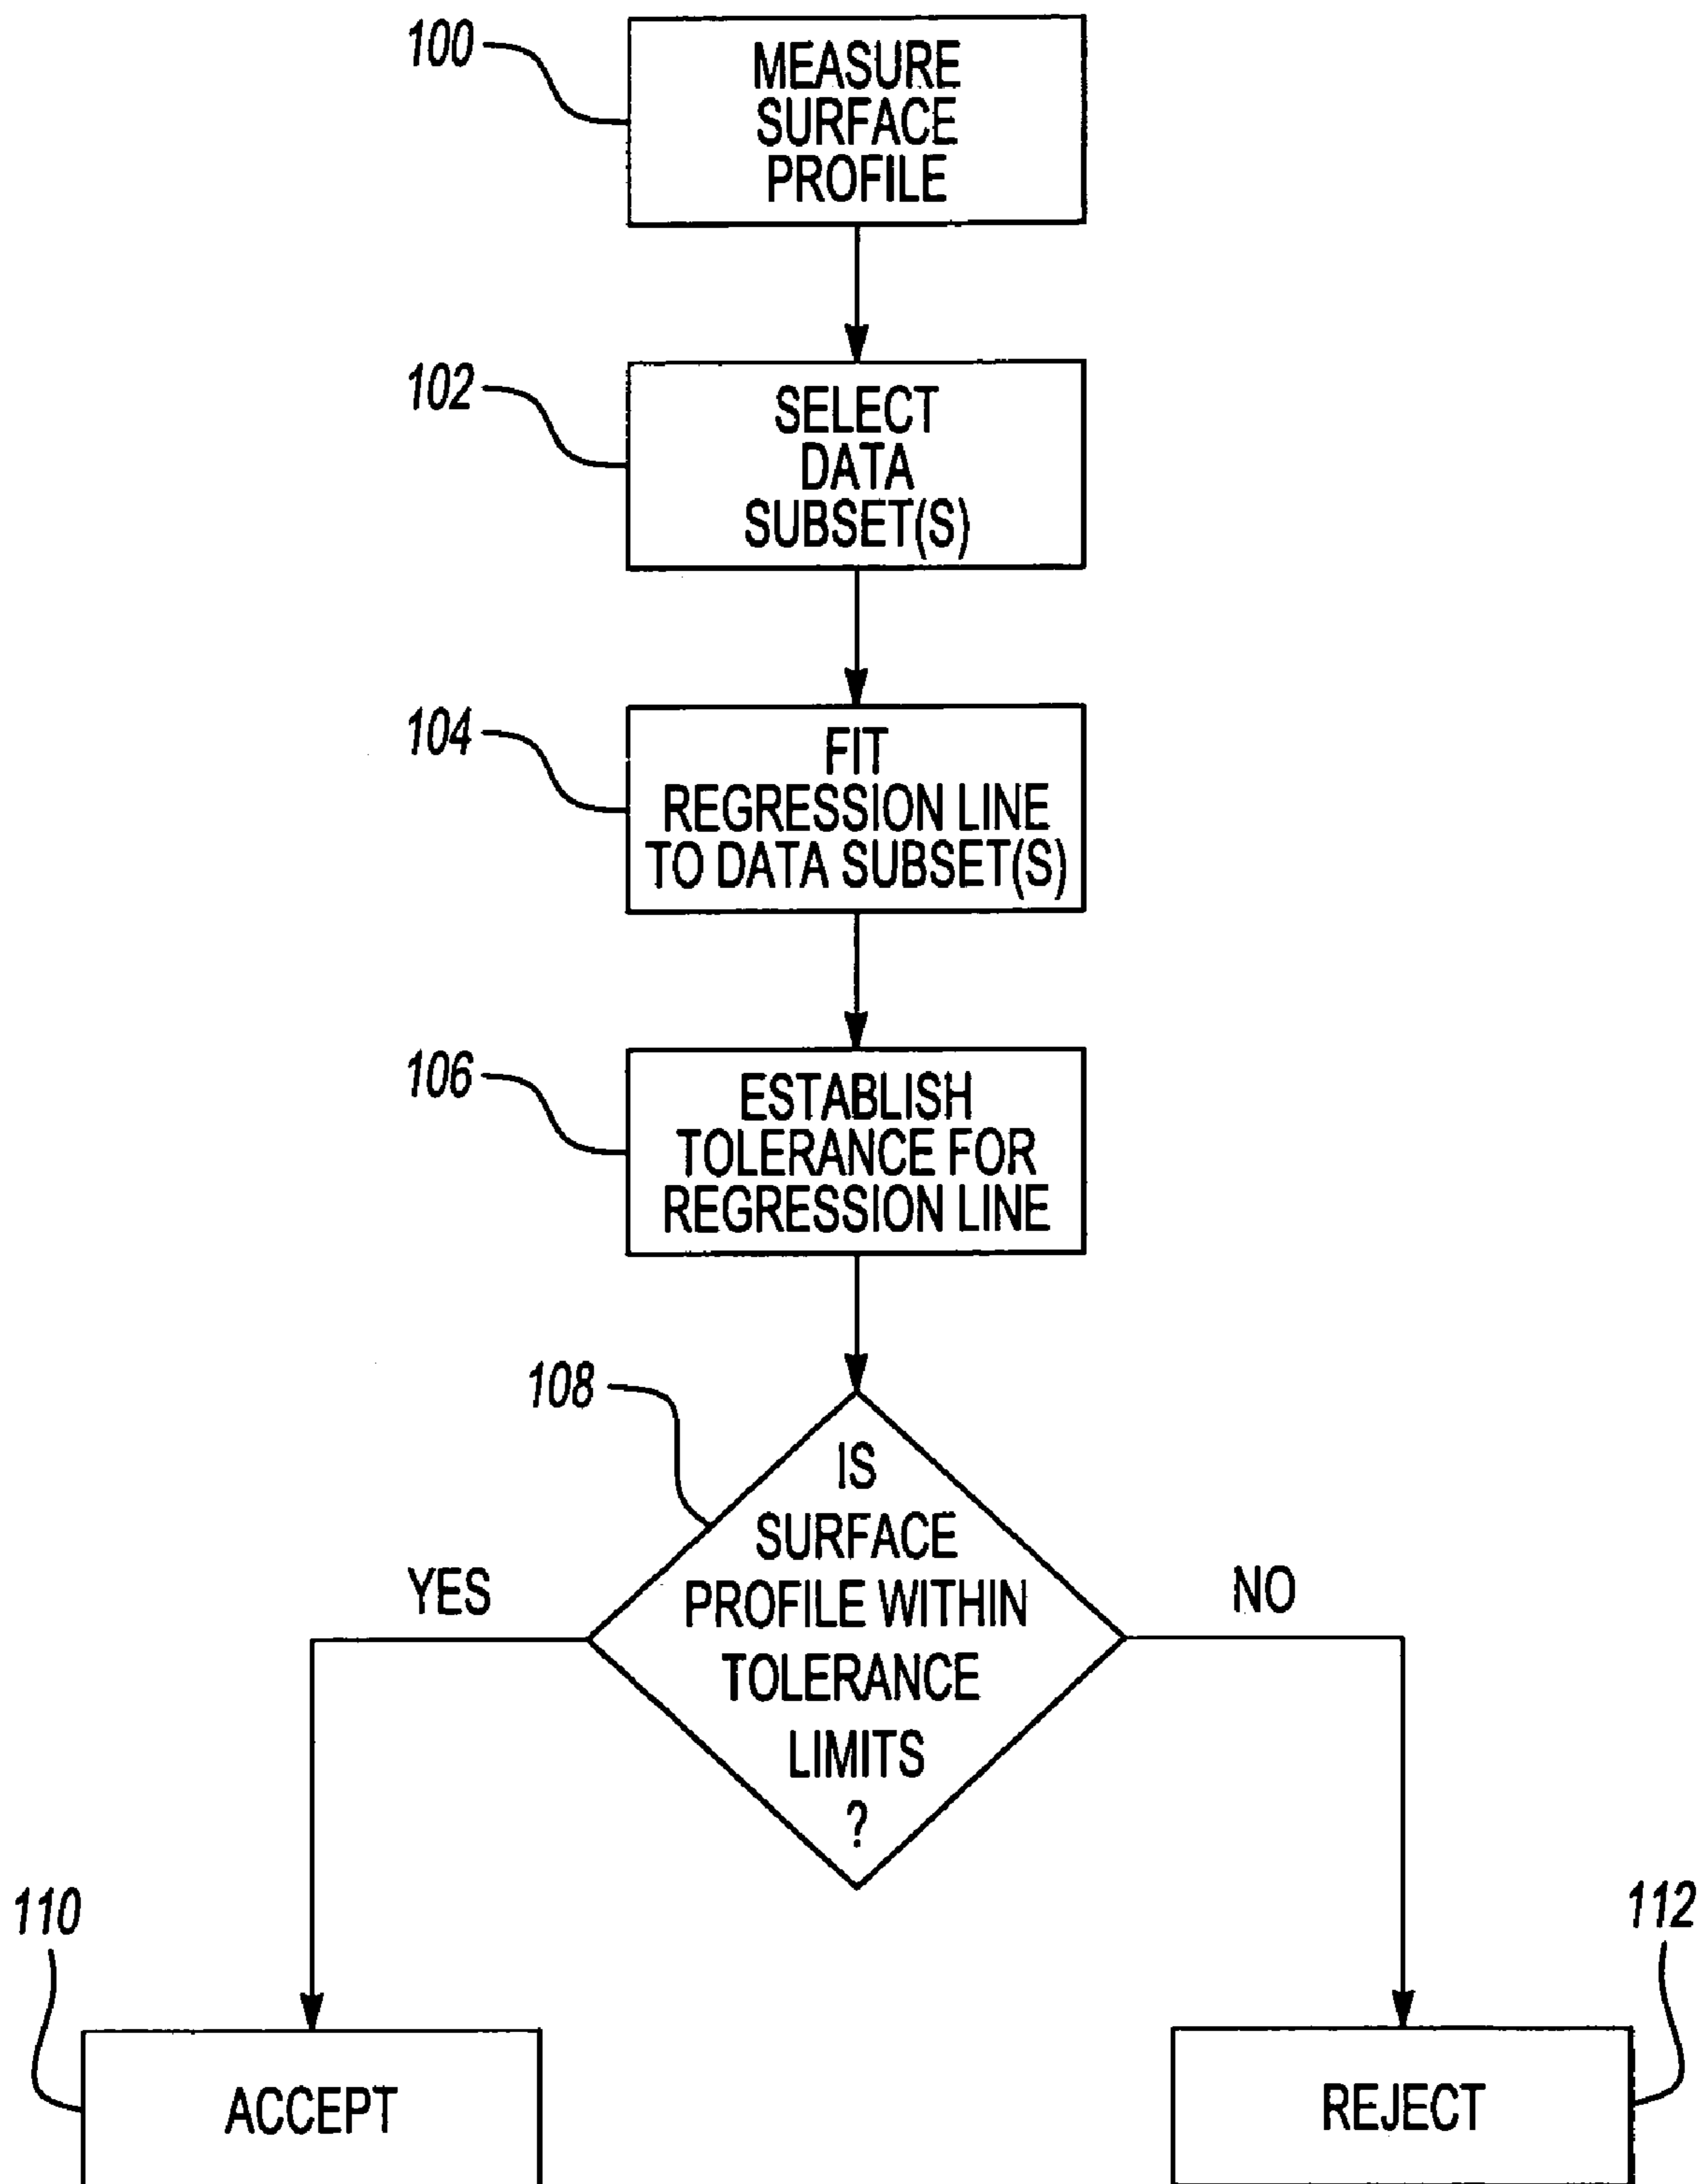 100
MEASURE
SURFACE
PROFILE
102
SELECT
DATA
SUBSET(S)
104
FIT
REGRESSION LINE
TO DATA SUBSET(S)
106
ESTABLISH
TOLERANCE FOR
REGRESSION LINE
108
IS
SURFACE
PROFILE WITHIN
TOLERANCE
LIMITS
?
YES
NO
110
ACCEPT
112
REJECT